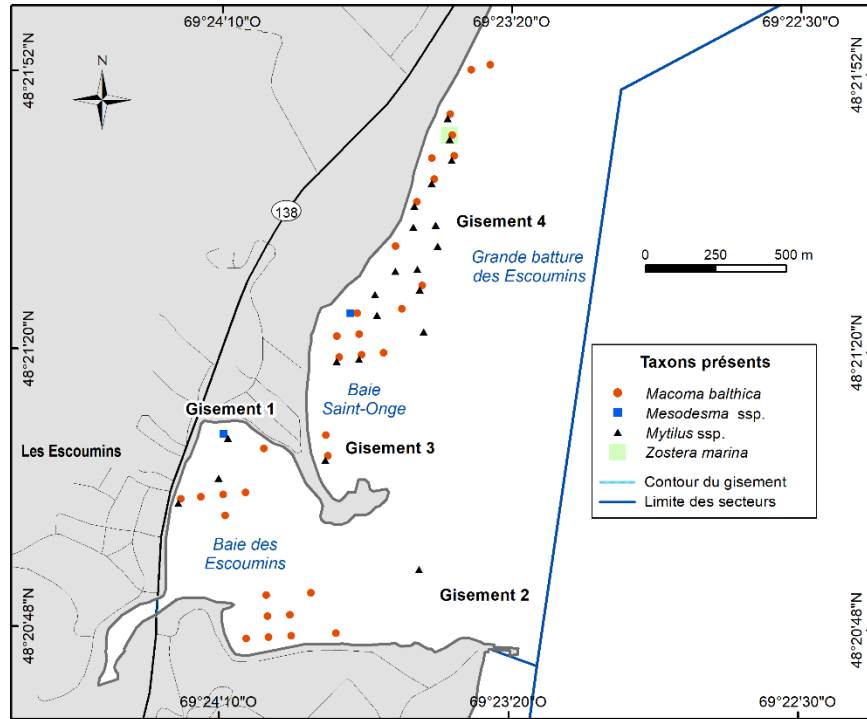 69°24'10"O
69°23'20"O
69°22'30"O
48°21'52"N
48°21'52"N
N
138
Gisement 4
Grande batture
des Escoumins
0 250 500 m
48°21'20"N
48°21'20"N
Taxons présents
Macoma balthica
Mesodesma ssp.
Mytilus ssp.
Zostera marina
Contour du gisement
Limite des secteurs
Baie
Saint-Onge
Gisement 1
Les Escoumins
Gisement 3
Baie des
Escoumins
Gisement 2
48°20'48"N
48°20'48"N
69°24'10"O
69°23'20"O
69°22'30"O